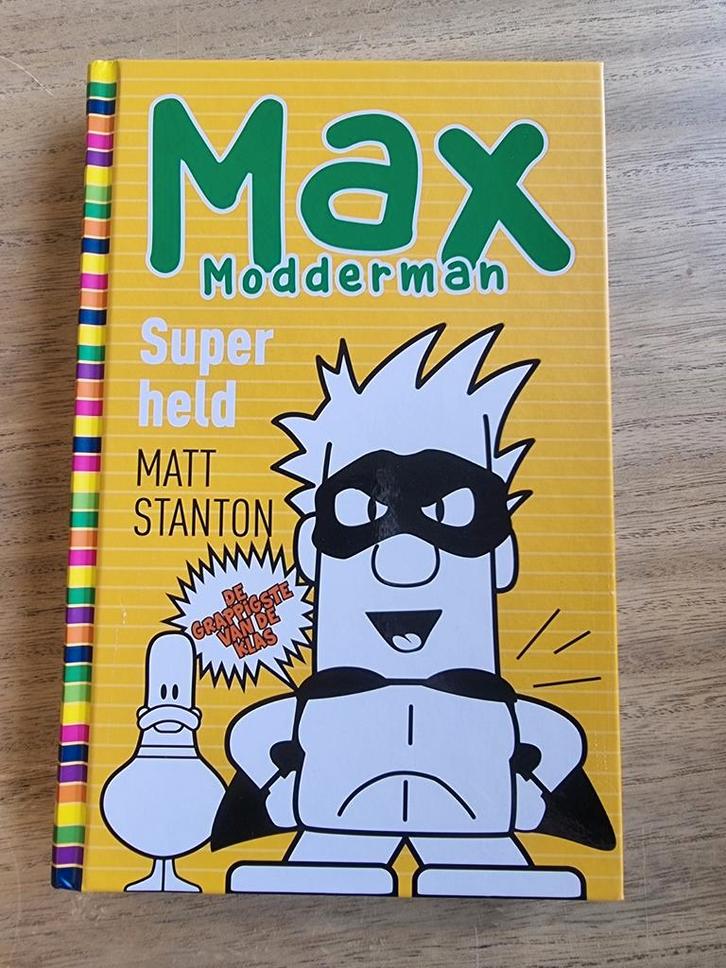 Max
Modderman
Super
held
MATT
STANTON
DE
GRAPPIGSTE
VAN DE
KLAS